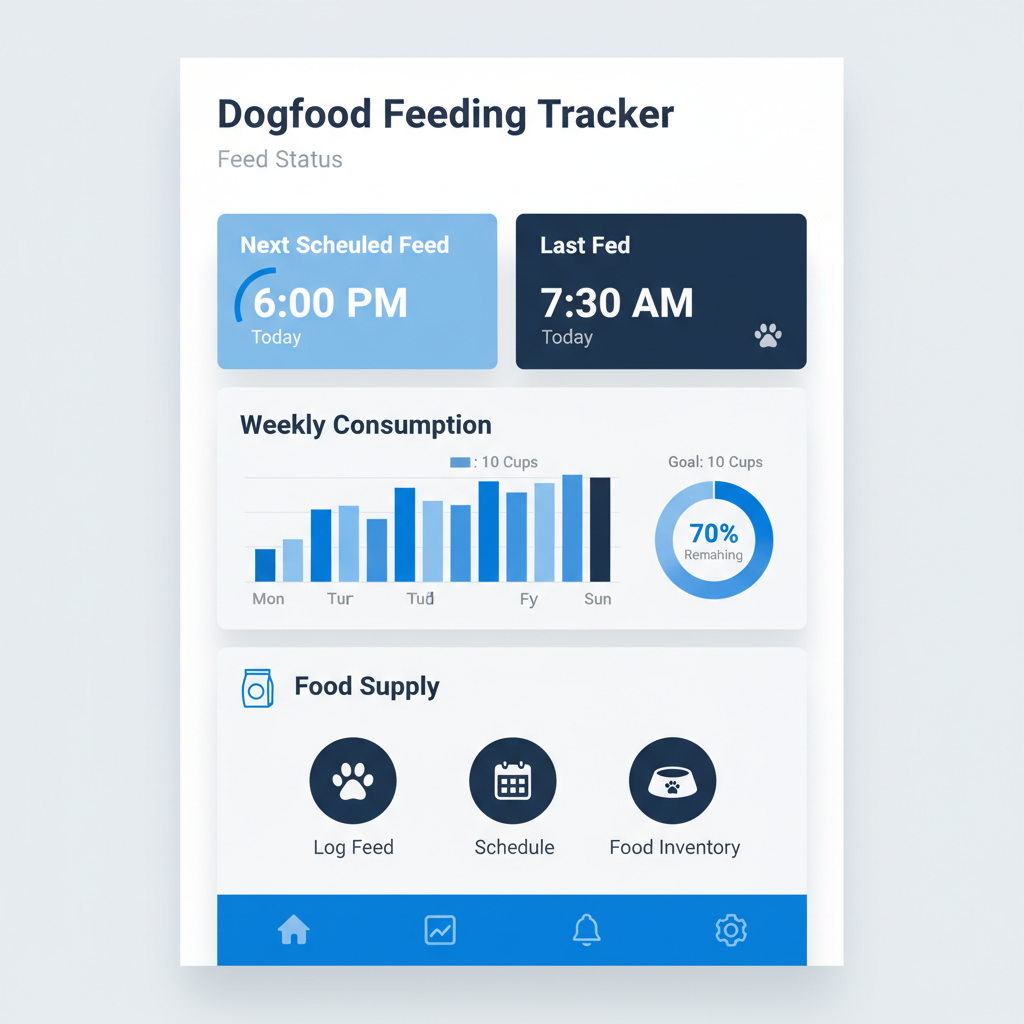 Dogfood Feeding Tracker
Feed Status
Next Scheuled Feed
6:00 PM
Today
Last Fed
7:30 AM
Today
Weekly Consumption
: 10 Cups
Goal: 10 Cups
70%
Remahing
Mon Tur Tud Fy Sun
Food Supply
Log Feed Schedule Food Inventory